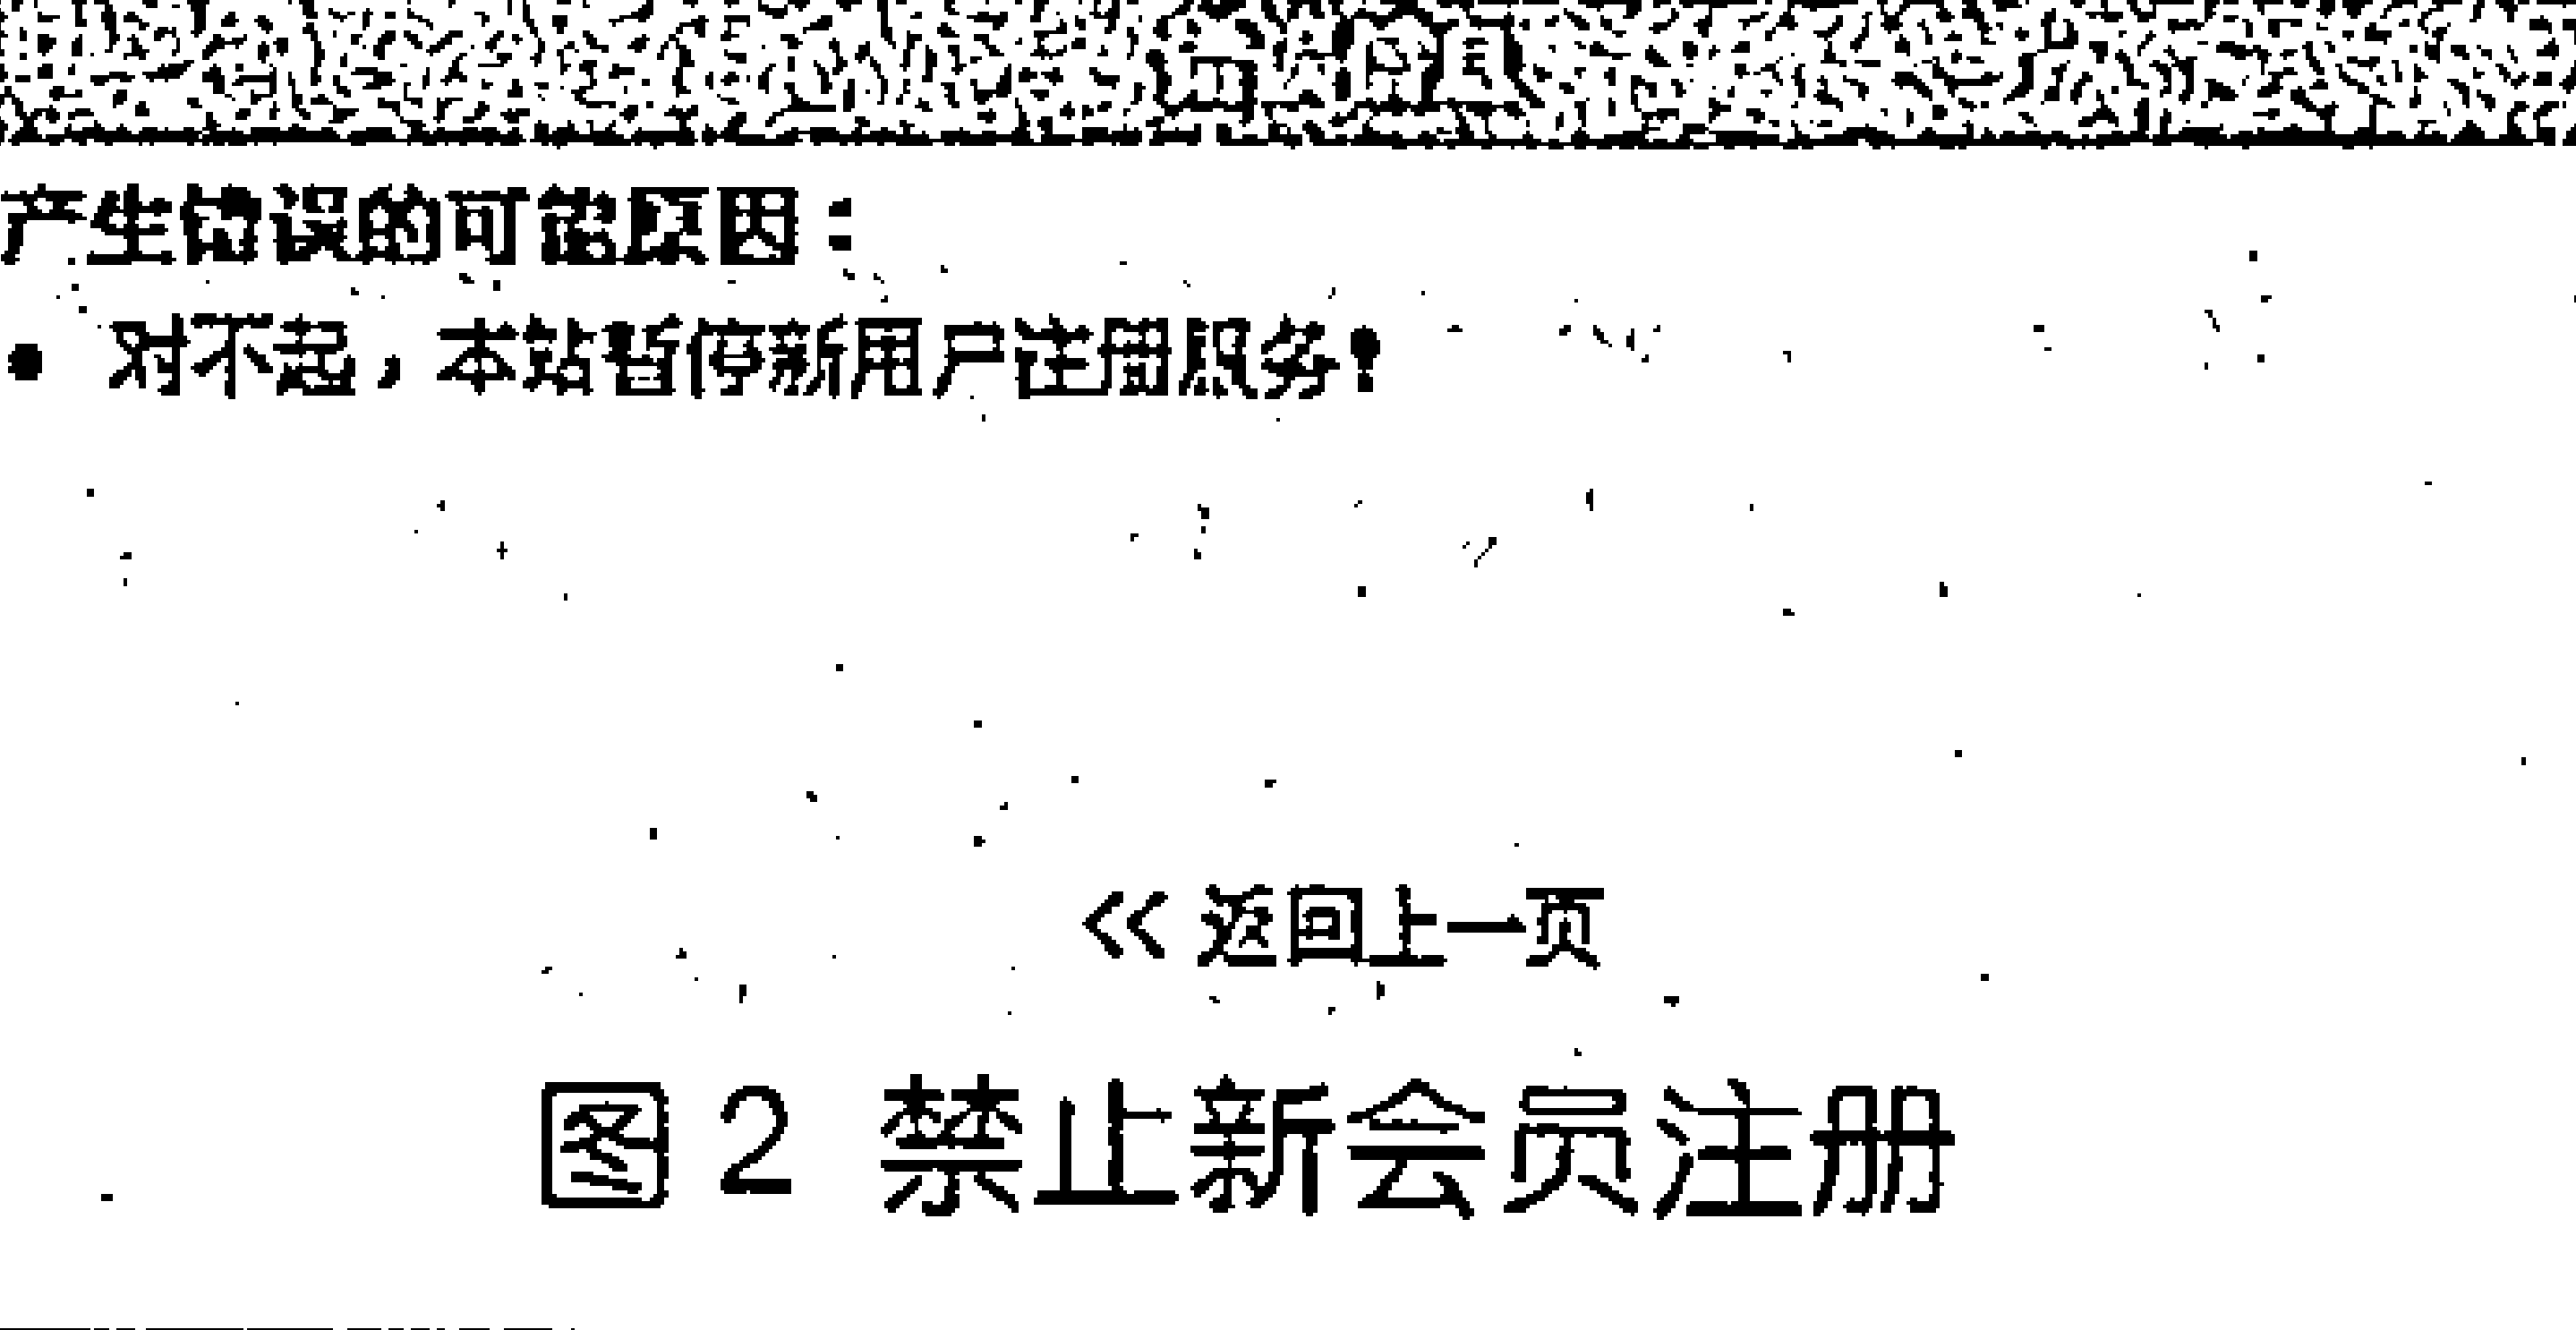 产生错误的可能原因：
• 对不起，本站暂停新用户注册服务！
<< 返回上一页
图 2 禁止新会员注册